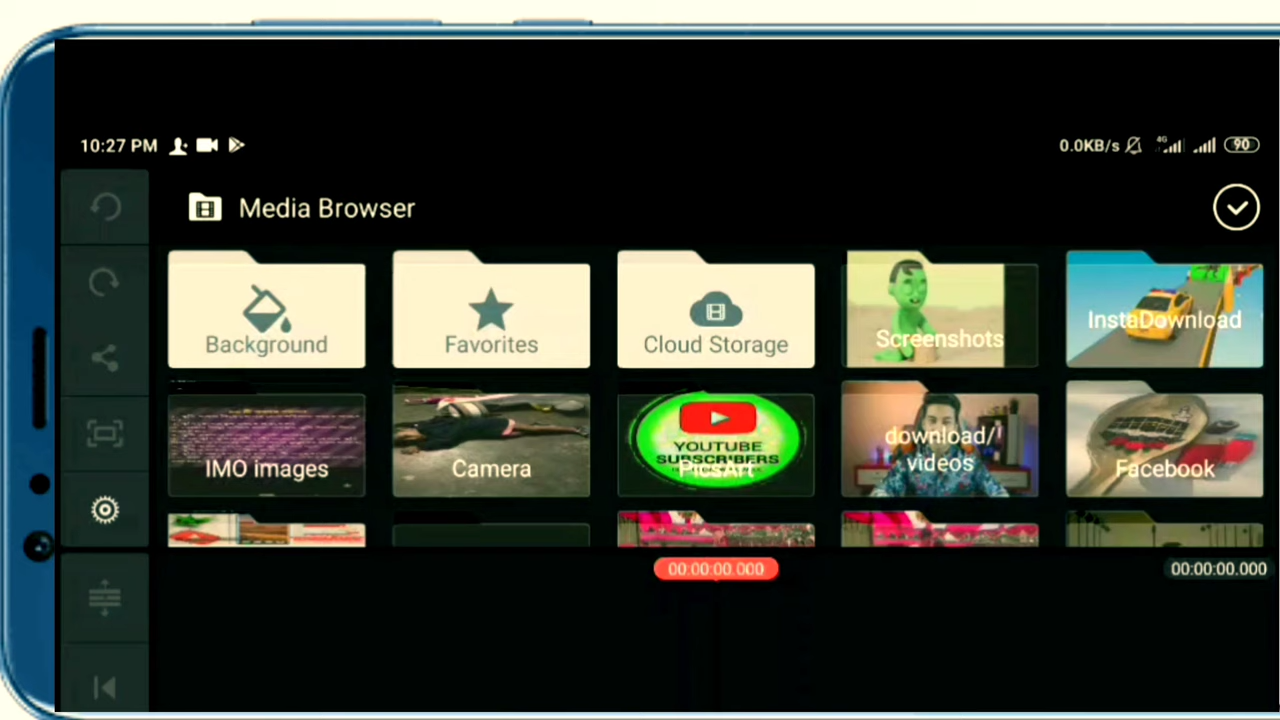 10:27 PM
0.0KB/s
4G
90
Media Browser
Background
Favorites
Cloud Storage
Screenshots
InstaDownload
IMO images
Camera
YOUTUBE
SUBSCRIBERS
PicsArt
download/
videos
Facebook
00:00:00.000
00:00:00.000